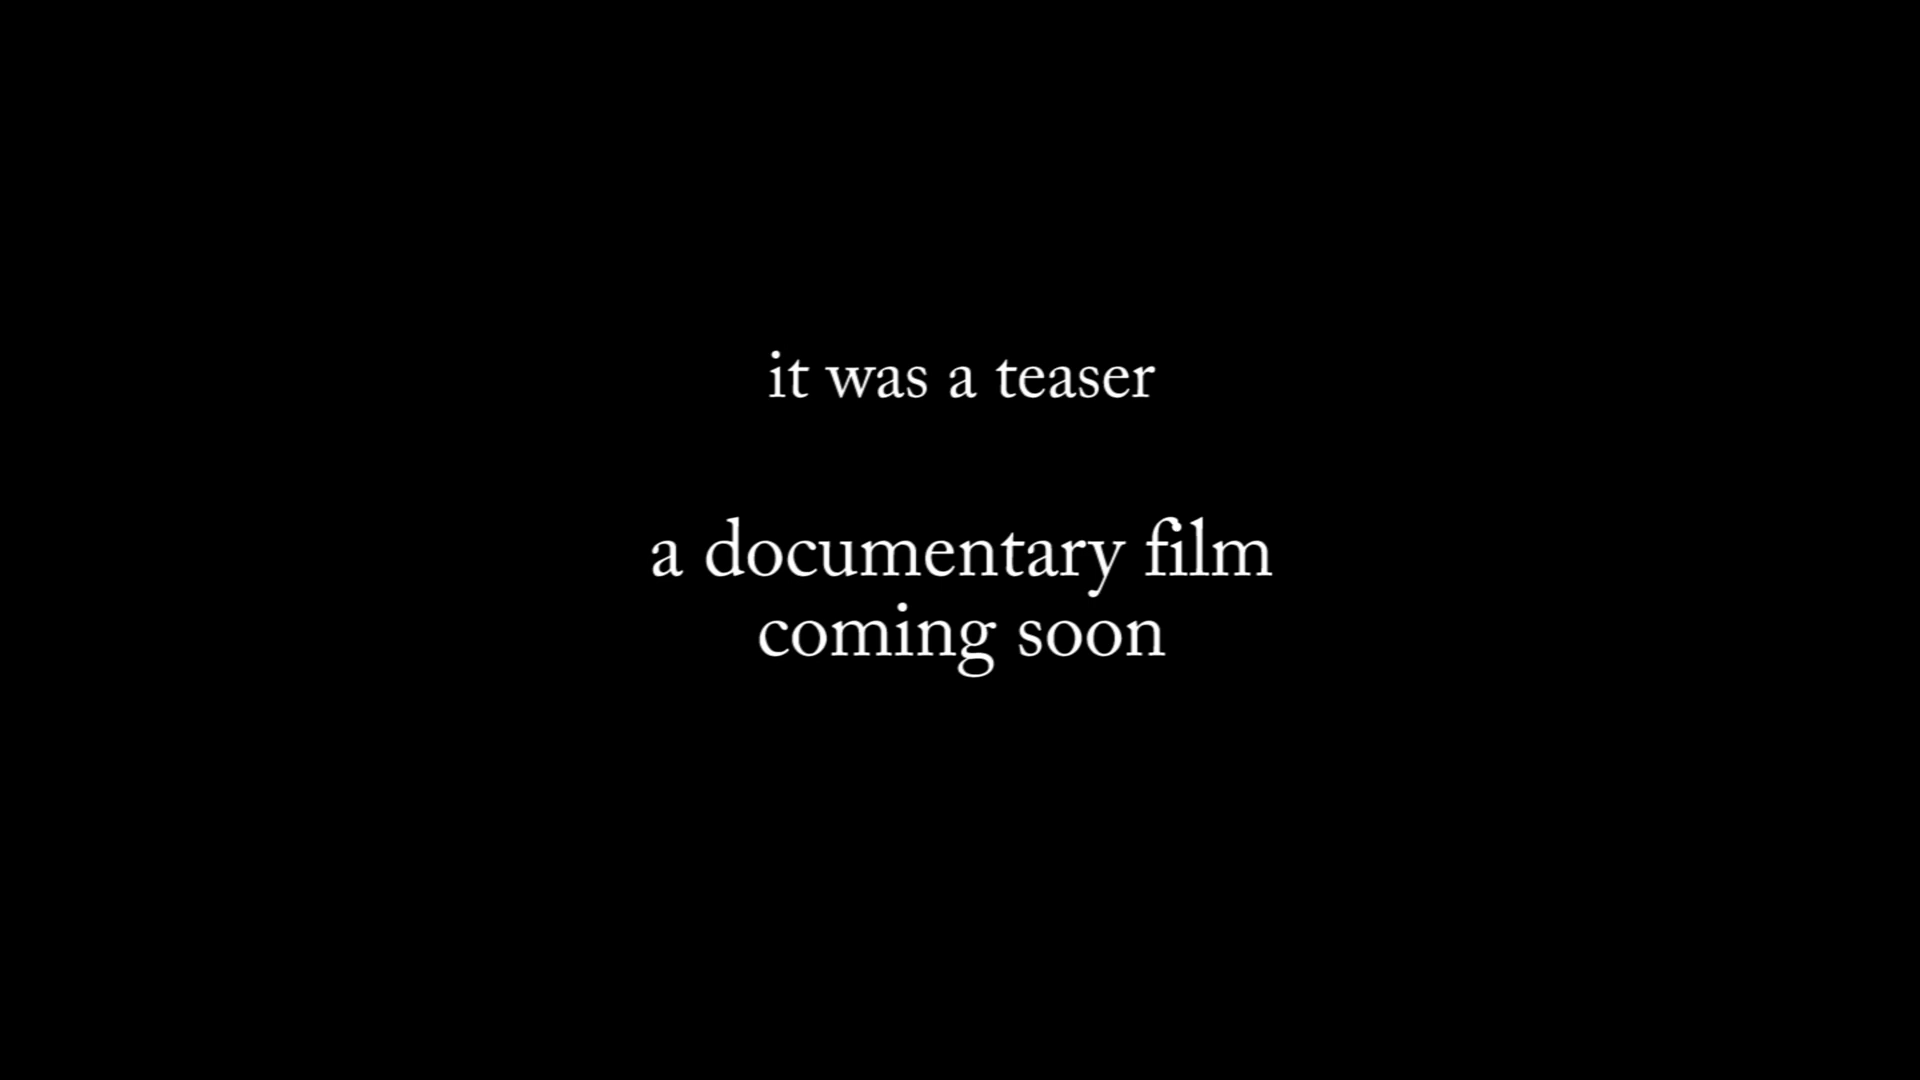 it was a teaser
a documentary film
coming soon